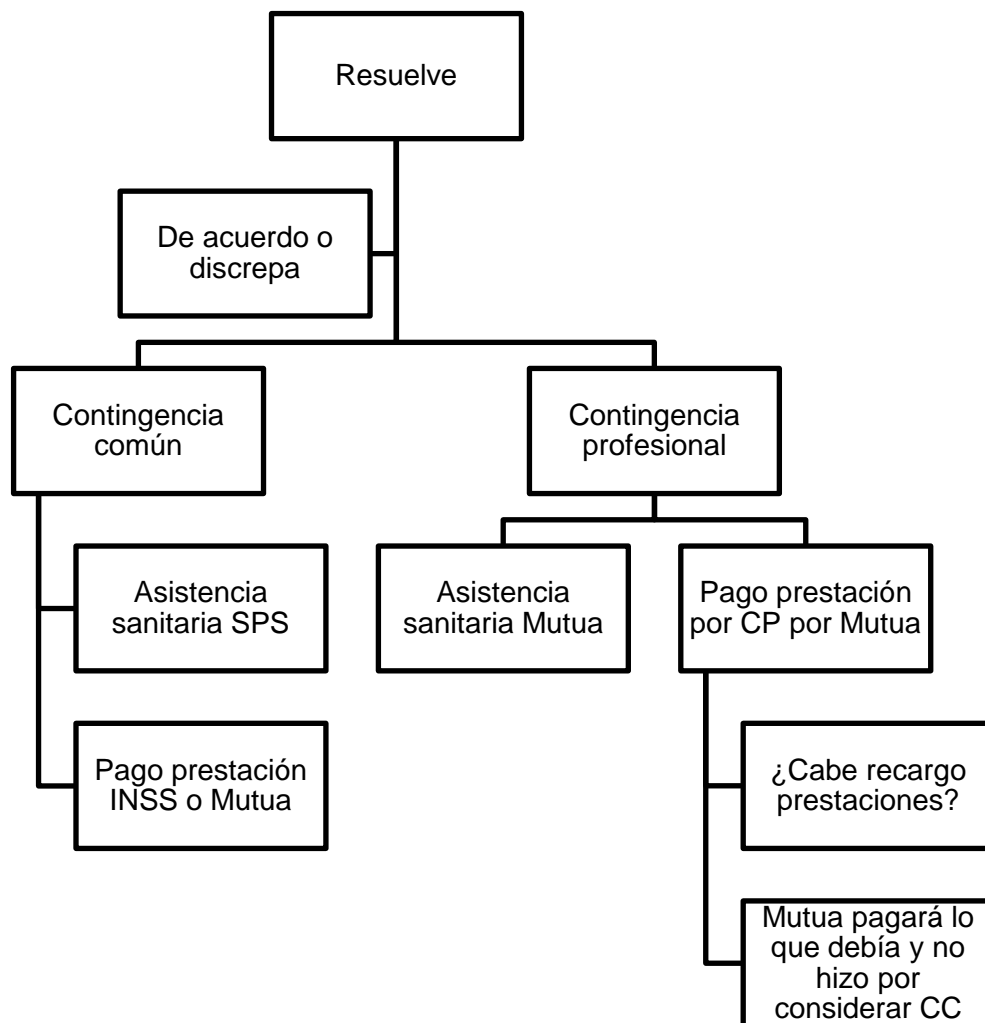 Resuelve
De acuerdo o
discrepa
Contingencia
común
Contingencia
profesional
Asistencia
sanitaria SPS
Asistencia
sanitaria Mutua
Pago prestación
por CP por Mutua
Pago prestación
INSS o Mutua
¿Cabe recargo
prestaciones?
Mutua pagará lo
que debía y no
hizo por
considerar CC